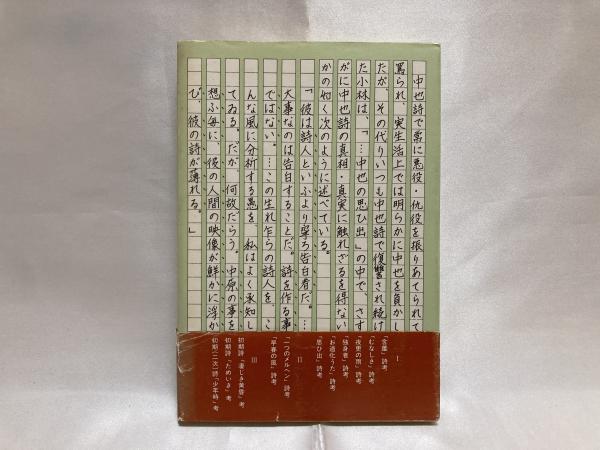 中也詩で常に悪役・仇役を振りあてられて
罵られ、実生活上では明らかに中也を負かし
たが、その代りいつも中也詩で復讐され続け
た小林は、「…中也の思ひ出」の中で、さす
がに中也詩の真相・真実に触れざるを得ない
かの如く次のように述べている。
「彼は詩人といふより寧ろ告白者だ。…
大事なのは告白することだ。詩を作る事
ではない。…この生れ乍らの詩人を、こ
んな風に分析する愚を、私はよく承知し
てゐる。だが、何故だらう。中原の事を
想ふ毎に、彼の人間の映像が鮮かに浮か
び、彼の詩が薄れる。」
I
「言葉」詩考
「むなしさ」詩考
「夜更の雨」詩考
「独身者」詩考
「お道化うた」詩考
「思ひ出」詩考
II
「一つのメルヘン」詩考
「早春の風」詩考
III
初期詩「凄じき黄昏」考
初期詩「ためいき」考
初期(二次)詩「少年時」考